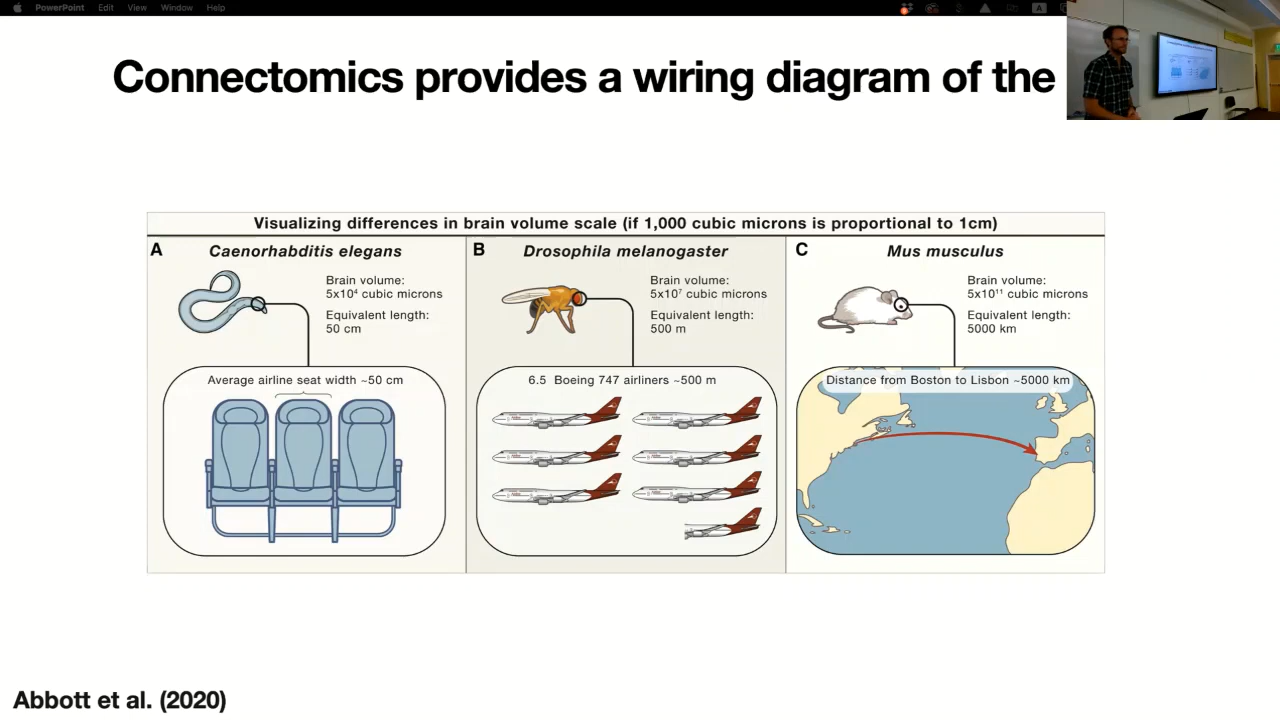 PowerPoint Edit View Window Help
Connectomics provides a wiring diagram of the
Visualizing differences in brain volume scale (if 1,000 cubic microns is proportional to 1cm)
A Caenorhabditis elegans
Brain volume:
5x10⁴ cubic microns
Equivalent length:
50 cm
Average airline seat width ~50 cm
B Drosophila melanogaster
Brain volume:
5x10⁷ cubic microns
Equivalent length:
500 m
6.5 Boeing 747 airliners ~500 m
C Mus musculus
Brain volume:
5x10¹¹ cubic microns
Equivalent length:
5000 km
Distance from Boston to Lisbon ~5000 km
Abbott et al. (2020)